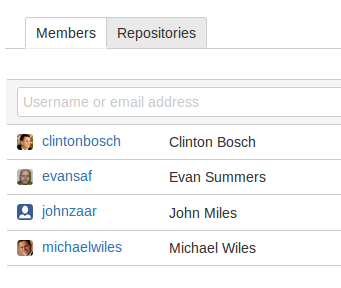 Members Repositories
Username or email address
clintonbosch Clinton Bosch
evansaf Evan Summers
johnzaar John Miles
michaelwiles Michael Wiles